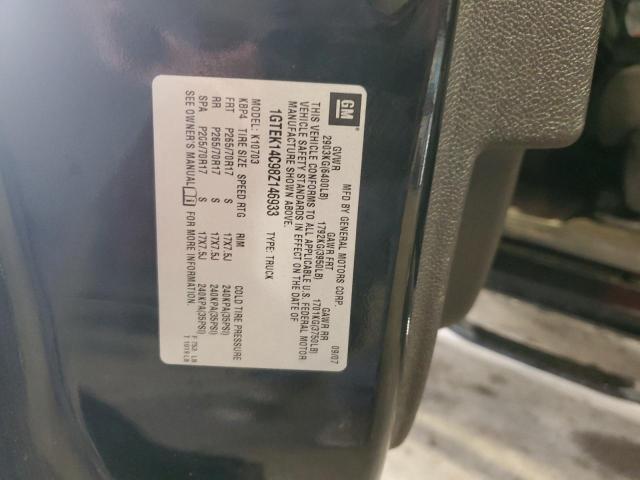 GM
MFD BY GENERAL MOTORS CORP. 09/07
GVWR GAWR FRT GAWR RR
2903KG(6400LB) 1792KG(3950LB) 1701KG(3750LB)
THIS VEHICLE CONFORMS TO ALL APPLICABLE U.S. FEDERAL MOTOR
VEHICLE SAFETY STANDARDS IN EFFECT ON THE DATE OF
MANUFACTURE SHOWN ABOVE.
1GTEK14C98Z146933 TYPE: TRUCK
MODEL: K10703
KBP4 TIRE SIZE SPEED RTG RIM COLD TIRE PRESSURE
FRT P265/70R17 S 17X7.5J 240KPA(35PSI)
RR P265/70R17 S 17X7.5J 240KPA(35PSI)
SPA P265/70R17 S 17X7.5J 240KPA(35PSI)
SEE OWNER'S MANUAL FOR MORE INFORMATION.